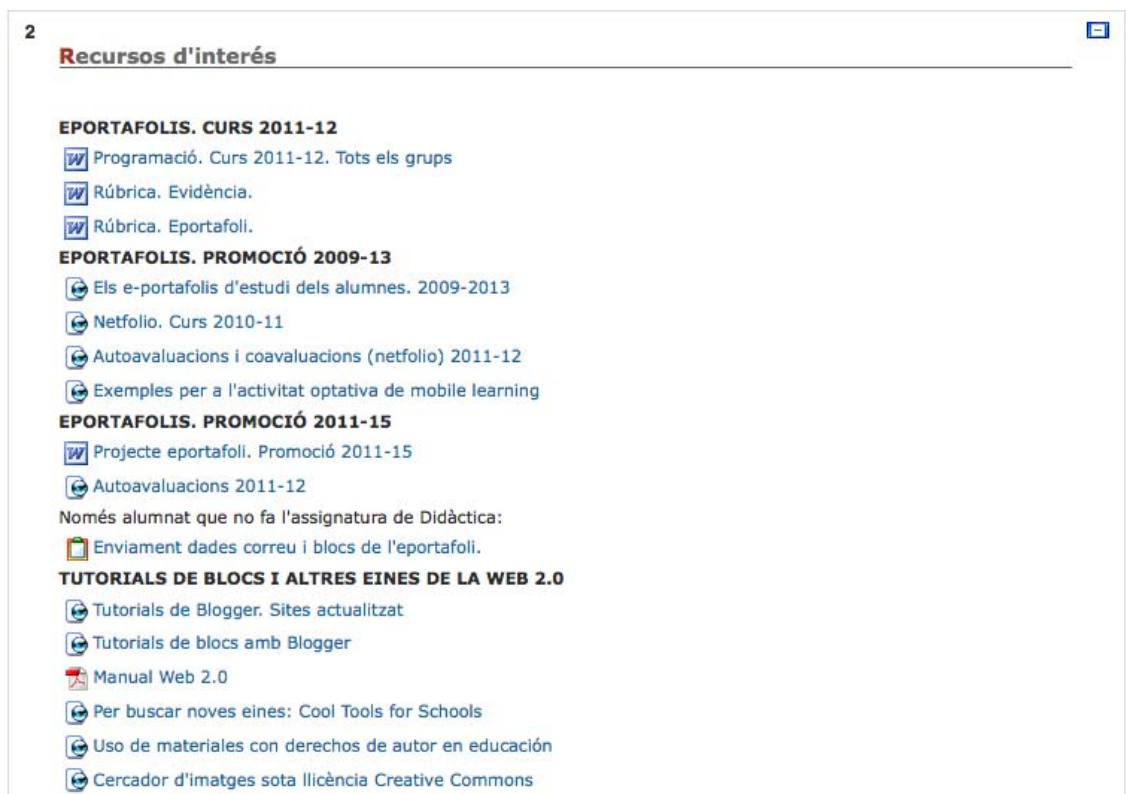 2
Recursos d'interés
EPORTAFOLIS. CURS 2011-12
Programació. Curs 2011-12. Tots els grups
Rúbrica. Evidència.
Rúbrica. Eportafoli.
EPORTAFOLIS. PROMOCIÓ 2009-13
Els e-portafolis d'estudi dels alumnes. 2009-2013
Netfolio. Curs 2010-11
Autoavaluacions i coavaluacions (netfolio) 2011-12
Exemples per a l'activitat optativa de mobile learning
EPORTAFOLIS. PROMOCIÓ 2011-15
Projecte eportafoli. Promoció 2011-15
Autoavaluacions 2011-12
Només alumnat que no fa l'assignatura de Didàctica:
Enviament dades correu i blocs de l'eportafoli.
TUTORIALS DE BLOCS I ALTRES EINES DE LA WEB 2.0
Tutorials de Blogger. Sites actualitzat
Tutorials de blocs amb Blogger
Manual Web 2.0
Per buscar noves eines: Cool Tools for Schools
Uso de materiales con derechos de autor en educación
Cercador d'imatges sota llicència Creative Commons